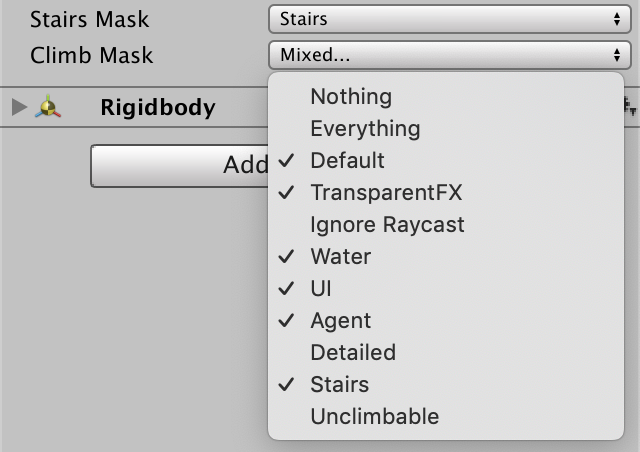 Stairs Mask Stairs
Climb Mask Mixed...
Nothing
Rigidbody
Everything
Default
Add
TransparentFX
Ignore Raycast
Water
UI
Agent
Detailed
Stairs
Unclimbable